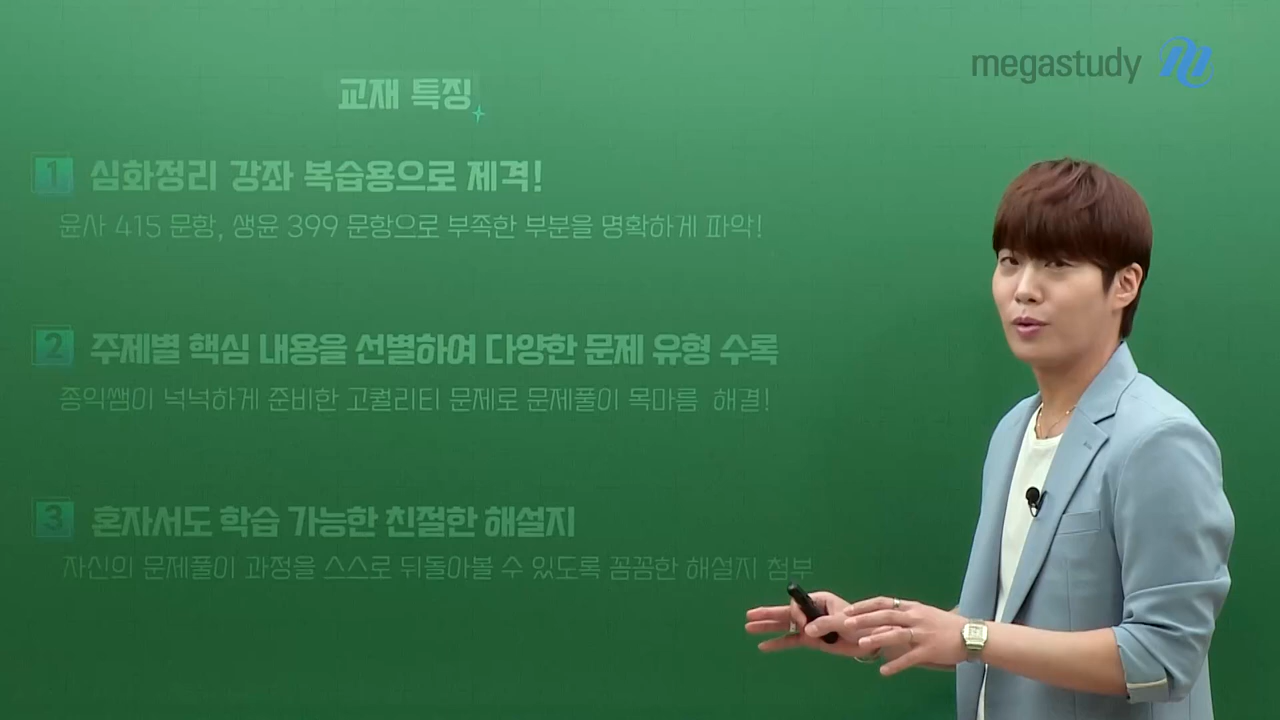 megastudy
교재 특징
1 심화정리 강좌 복습용으로 제격!
윤사 415 문항, 생윤 399 문항으로 부족한 부분을 명확하게 파악!
2 주제별 핵심 내용을 선별하여 다양한 문제 유형 수록
종익쌤이 넉넉하게 준비한 고퀄리티 문제로 문제풀이 목마름 해결!
3 혼자서도 학습 가능한 친절한 해설지
자신의 문제풀이 과정을 스스로 뒤돌아볼 수 있도록 꼼꼼한 해설지 첨부